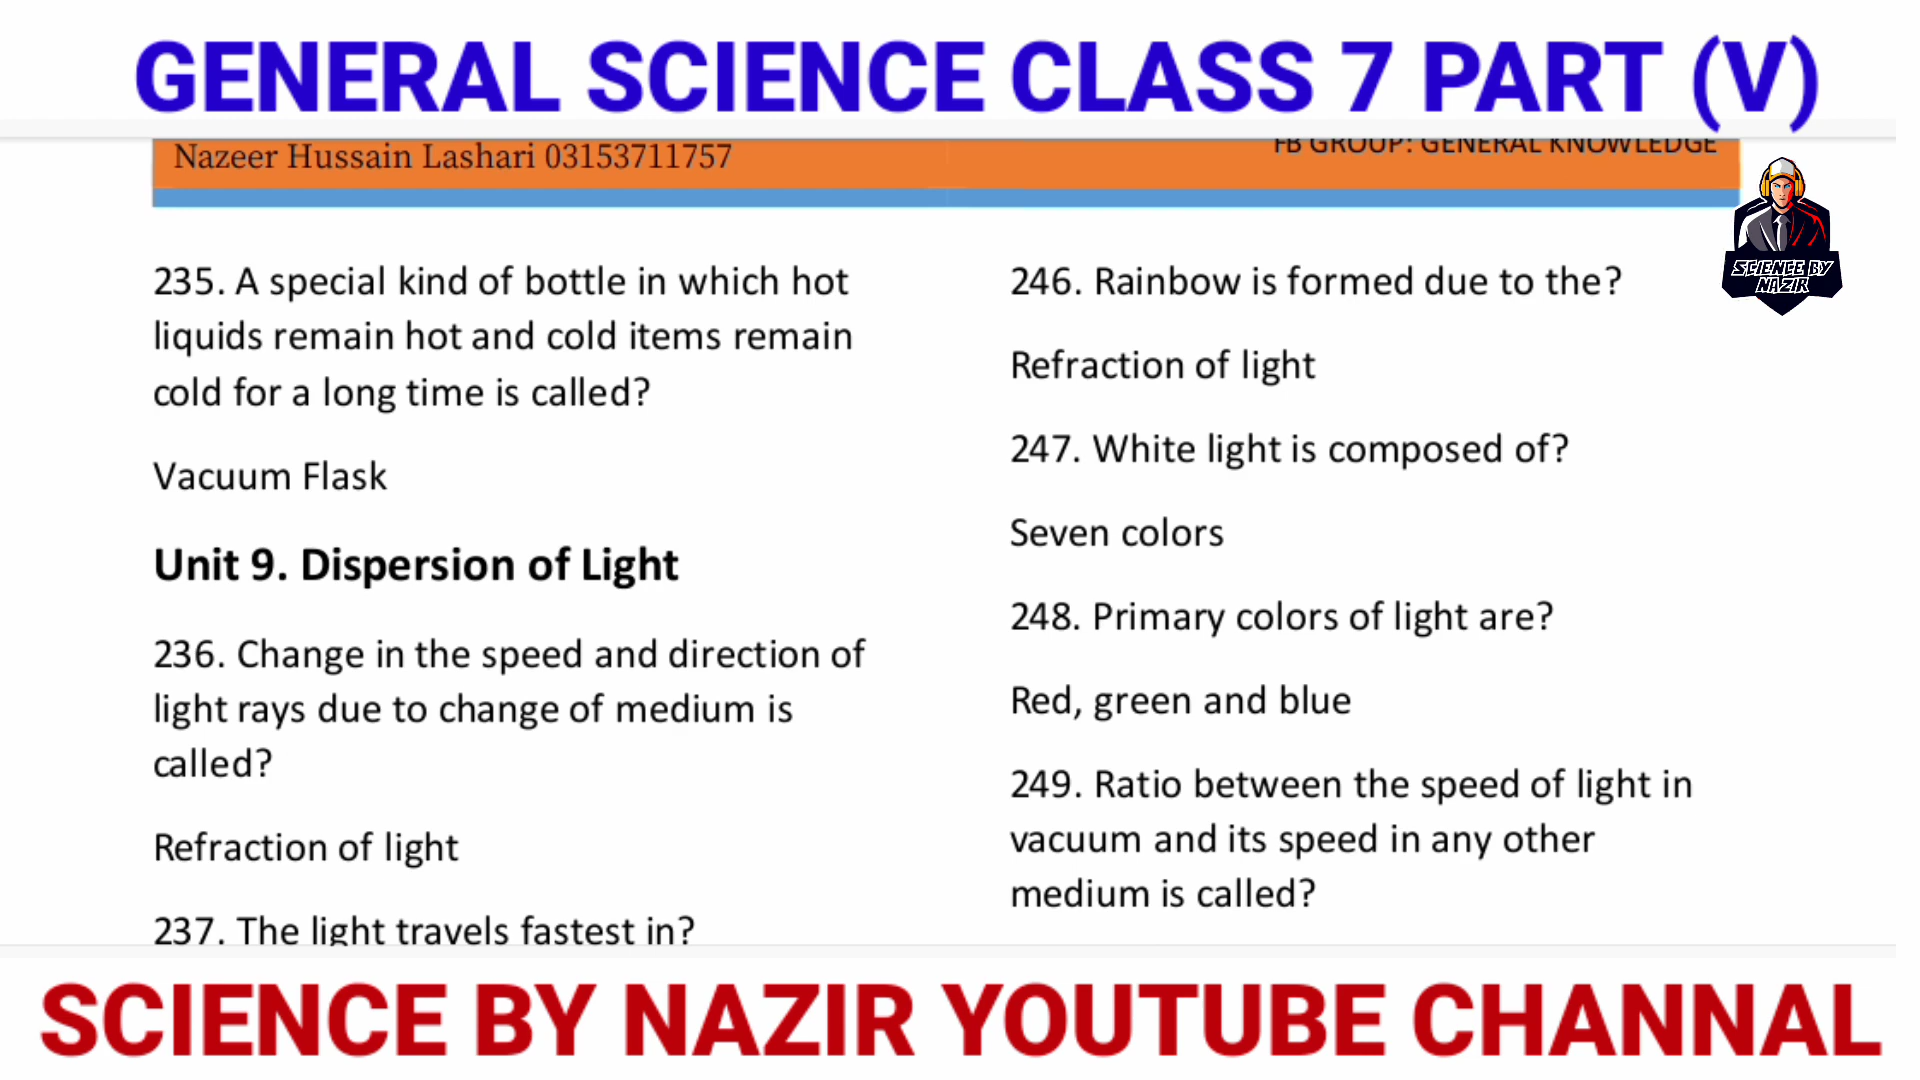 GENERAL SCIENCE CLASS 7 PART (V)
Nazeer Hussain Lashari 03153711757
FB GROUP: GENERAL KNOWLEDGE
SCIENCE BY
NAZIR
235. A special kind of bottle in which hot
liquids remain hot and cold items remain
cold for a long time is called?
Vacuum Flask
Unit 9. Dispersion of Light
236. Change in the speed and direction of
light rays due to change of medium is
called?
Refraction of light
237. The light travels fastest in?
246. Rainbow is formed due to the?
Refraction of light
247. White light is composed of?
Seven colors
248. Primary colors of light are?
Red, green and blue
249. Ratio between the speed of light in
vacuum and its speed in any other
medium is called?
SCIENCE BY NAZIR YOUTUBE CHANNAL